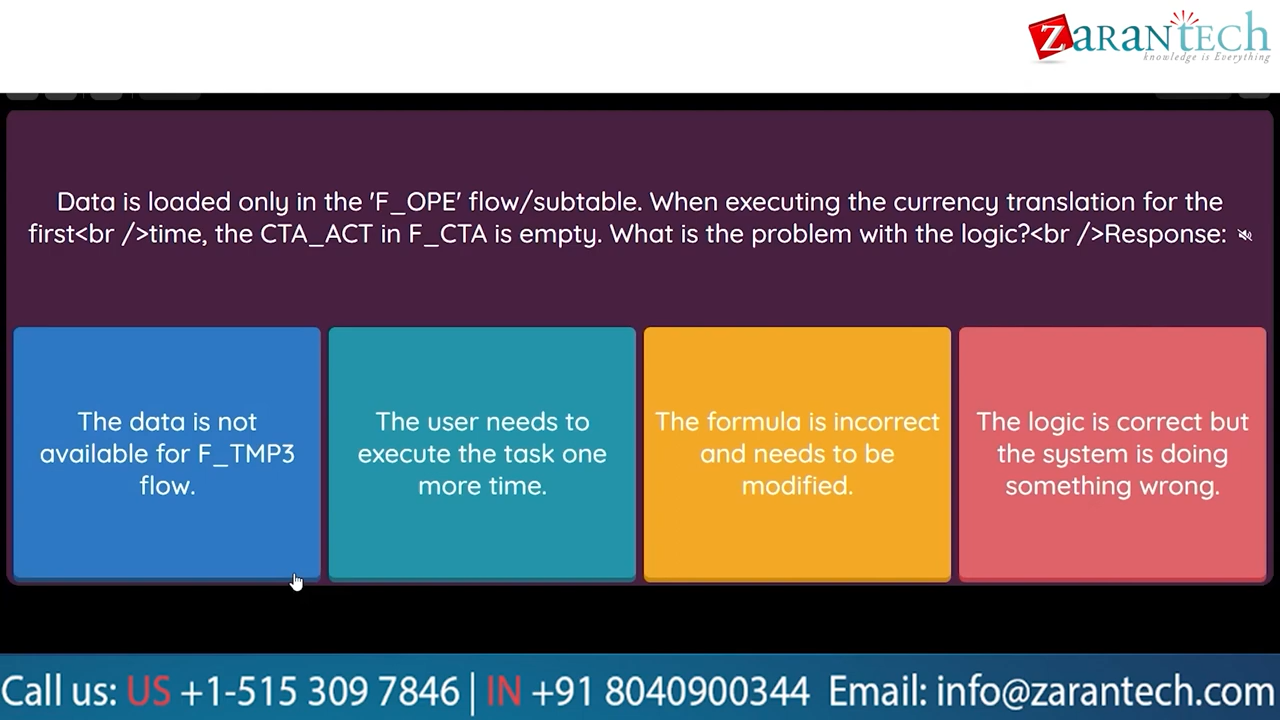 ZARANTECH
knowledge is Everything
Data is loaded only in the 'F_OPE' flow/subtable. When executing the currency translation for the
first<br />time, the CTA_ACT in F_CTA is empty. What is the problem with the logic?<br />Response:
The data is not
available for F_TMP3
flow.
The user needs to
execute the task one
more time.
The formula is incorrect
and needs to be
modified.
The logic is correct but
the system is doing
something wrong.
Call us: US +1-515 309 7846 | IN +91 8040900344 Email: info@zarantech.com